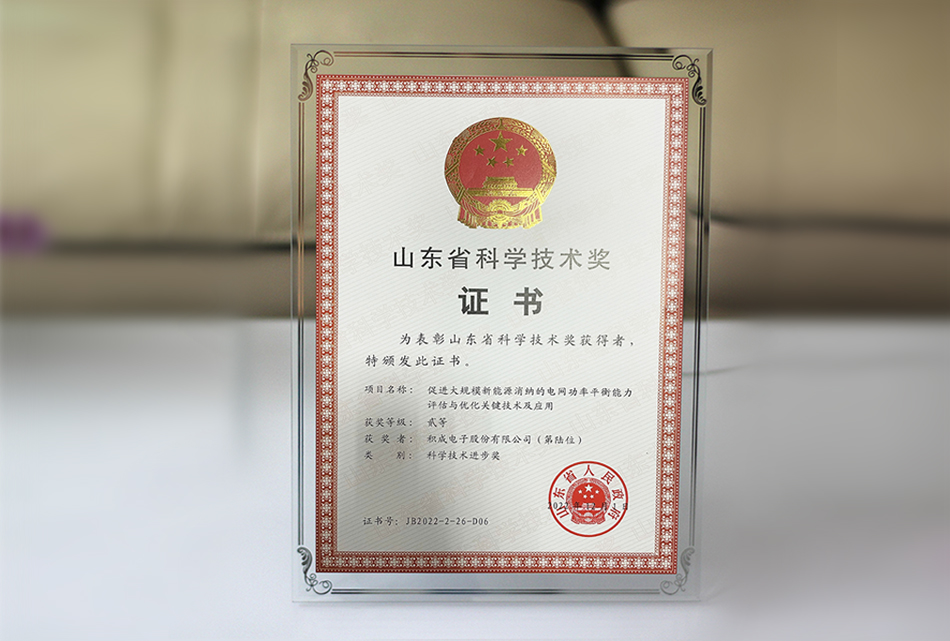 山东省科学技术奖
证书
为表彰山东省科学技术奖获得者，
特颁发此证书。
项目名称： 促进大规模新能源消纳的电网功率平衡能力
评估与优化关键技术及应用
获奖等级： 贰等
获奖者： 积成电子股份有限公司（第陆位）
类别： 科学技术进步奖
山东省人民政府
证书号：JB2022-2-26-D06